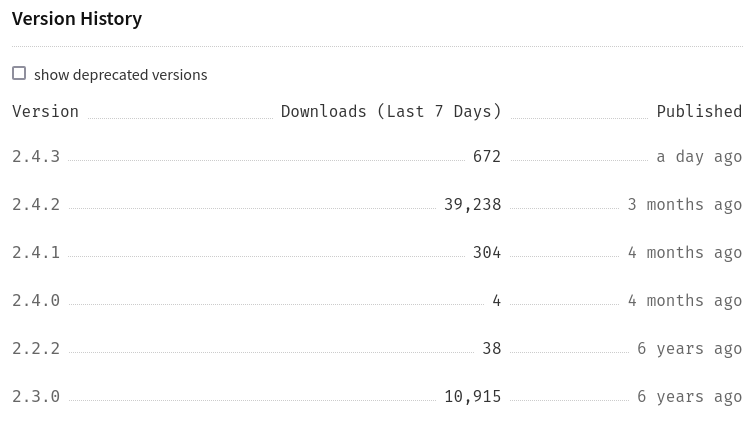 Version History
show deprecated versions
Version Downloads (Last 7 Days) Published
2.4.3 672 a day ago
2.4.2 39,238 3 months ago
2.4.1 304 4 months ago
2.4.0 4 4 months ago
2.2.2 38 6 years ago
2.3.0 10,915 6 years ago